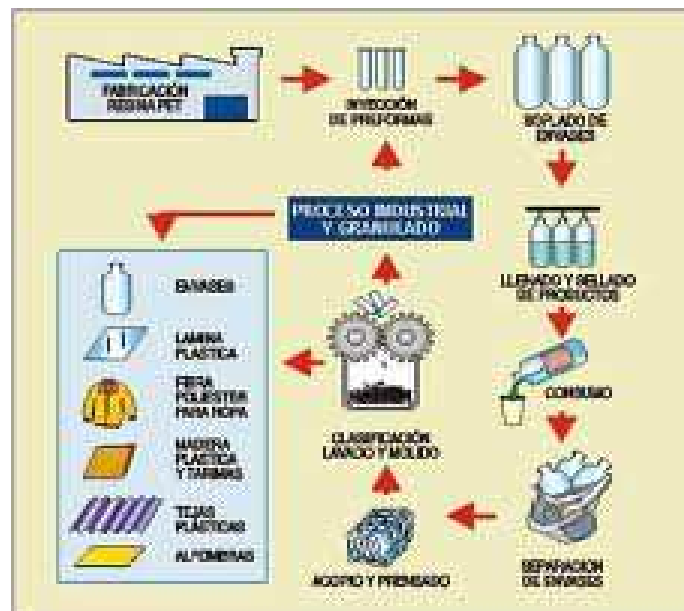 FABRICACIÓN
RESINA PET
INYECCIÓN
DE PREFORMAS
SOPLADO DE
ENVASES
PROCESO INDUSTRIAL
Y GRANULADO
LLENADO Y SELLADO
DE PRODUCTOS
CONSUMO
SEPARACIÓN
DE ENVASES
ACOPIO Y PRENSADO
CLASIFICACIÓN
LAVADO Y MOLIDO
ENVASES
LAMINA
PLASTICA
FIBRA
POLIESTER
PARA ROPA
MADERA
PLASTICA
Y TARIMAS
TEJAS
PLÁSTICAS
ALFOMBRAS